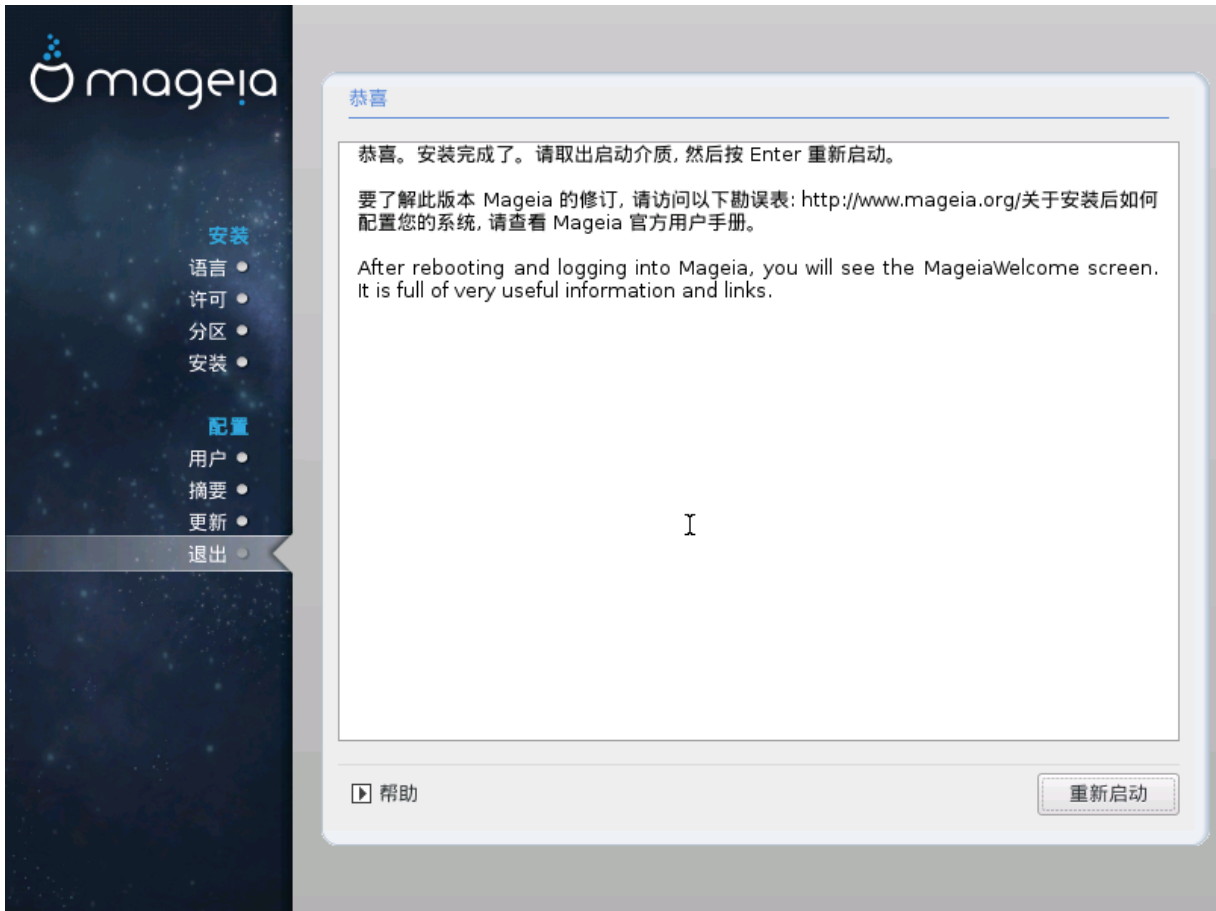 mageia
安装
语言
许可
分区
安装
配置
用户
摘要
更新
退出
恭喜
恭喜。安装完成了。请取出启动介质, 然后按 Enter 重新启动。
要了解此版本 Mageia 的修订, 请访问以下勘误表: http://www.mageia.org/关于安装后如何
配置您的系统, 请查看 Mageia 官方用户手册。
After rebooting and logging into Mageia, you will see the MageiaWelcome screen.
It is full of very useful information and links.
帮助
重新启动